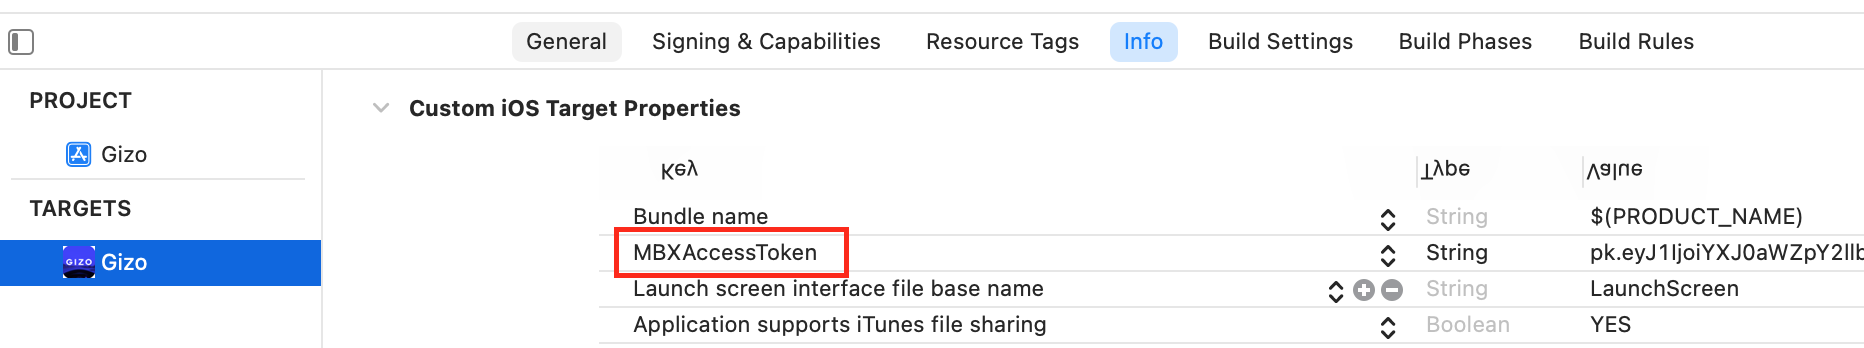 General Signing & Capabilities Resource Tags Info Build Settings Build Phases Build Rules
PROJECT
Gizo
TARGETS
GIZO Gizo
Custom iOS Target Properties
Key Type Value
Bundle name String $(PRODUCT_NAME)
MBXAccessToken String pk.eyJ1IjoiYXJ0aWZpY2llb
Launch screen interface file base name String LaunchScreen
Application supports iTunes file sharing Boolean YES